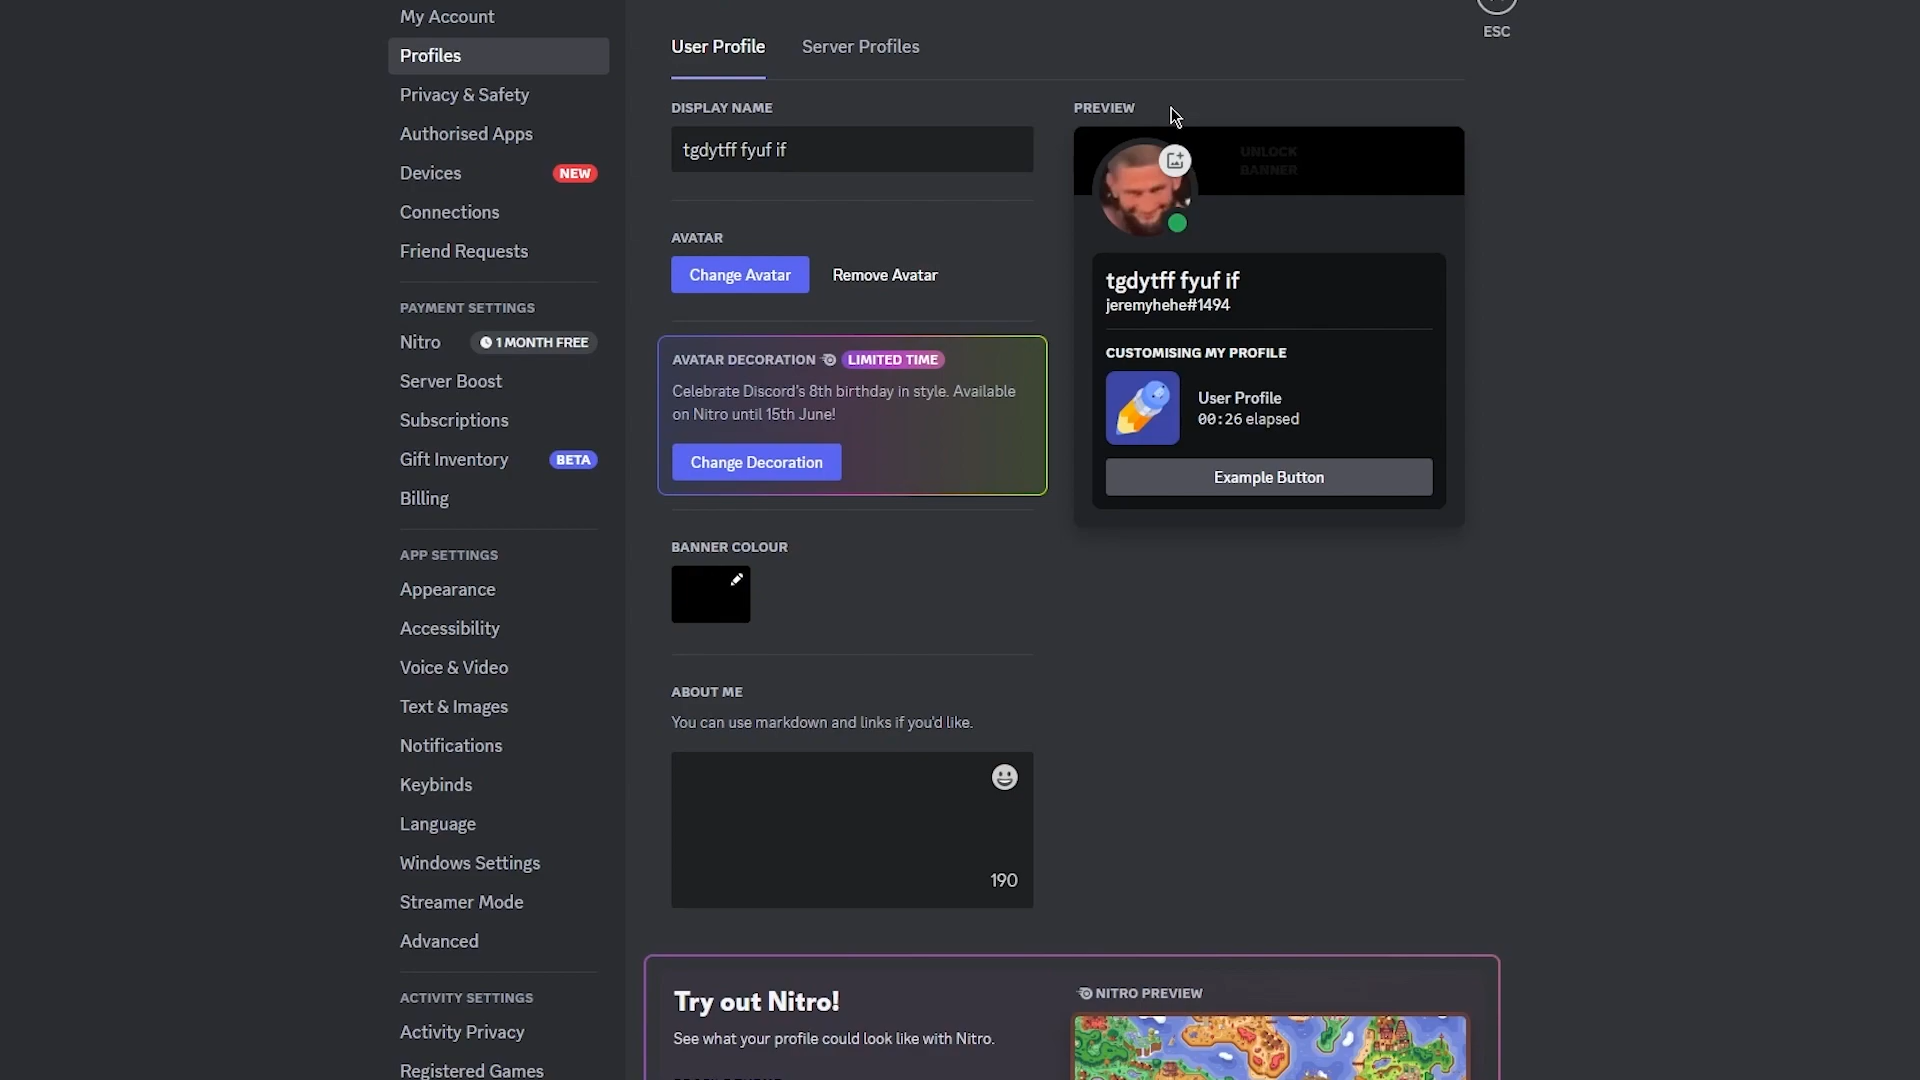 My Account
Profiles
Privacy & Safety
Authorised Apps
Devices NEW
Connections
Friend Requests
PAYMENT SETTINGS
Nitro 1 MONTH FREE
Server Boost
Subscriptions
Gift Inventory BETA
Billing
APP SETTINGS
Appearance
Accessibility
Voice & Video
Text & Images
Notifications
Keybinds
Language
Windows Settings
Streamer Mode
Advanced
ACTIVITY SETTINGS
Activity Privacy
Registered Games
User Profile Server Profiles
DISPLAY NAME
tgdytff fyuf if
AVATAR
Change Avatar Remove Avatar
AVATAR DECORATION LIMITED TIME
Celebrate Discord's 8th birthday in style. Available
on Nitro until 15th June!
Change Decoration
BANNER COLOUR
ABOUT ME
You can use markdown and links if you'd like.
190
Try out Nitro!
See what your profile could look like with Nitro.
ESC
PREVIEW
UNLOCK
BANNER
tgdytff fyuf if
jeremyhehe#1494
CUSTOMISING MY PROFILE
User Profile
00:26 elapsed
Example Button
NITRO PREVIEW